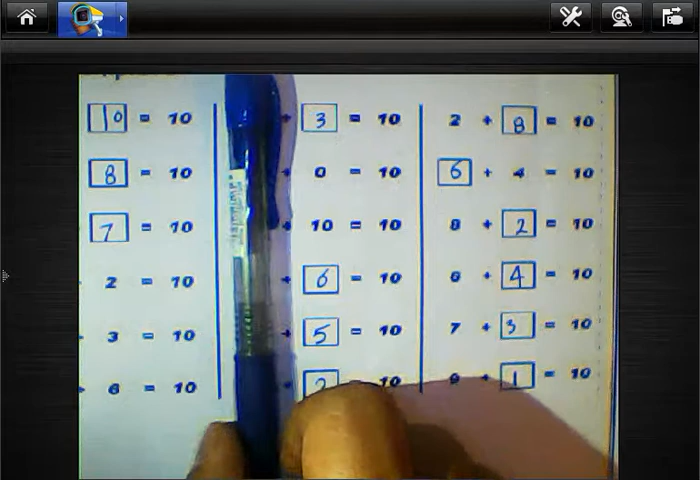 10 = 10 + 3 = 10 2 + 8 = 10
8 = 10 + 0 = 10 6 + 4 = 10
7 = 10 + 10 = 10 8 + 2 = 10
2 = 10 + 6 = 10 6 + 4 = 10
3 = 10 + 5 = 10 7 + 3 = 10
6 = 10 10 9 + 1 = 10